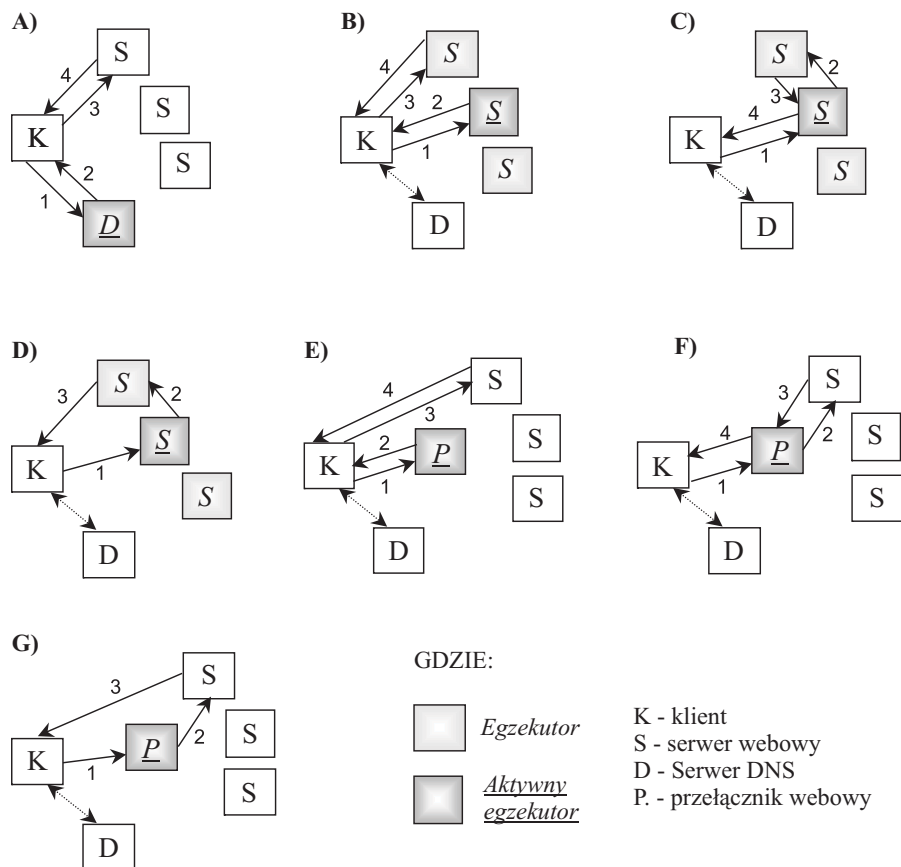 A)
S
4
3
S
K
S
2
1
D
B)
S
4
3
2
S
K
1
S
D
C)
S
2
3
S
4
K
1
S
D
D)
S
3
2
S
K
1
S
D
E)
S
4
3
S
2
P
K
1
S
D
F)
S
3
2
S
4
P
K
1
S
D
G)
S
3
S
P
2
K
1
S
D
GDZIE:
Egzekutor
Aktywny
egzekutor
K - klient
S - serwer webowy
D - Serwer DNS
P. - przełącznik webowy